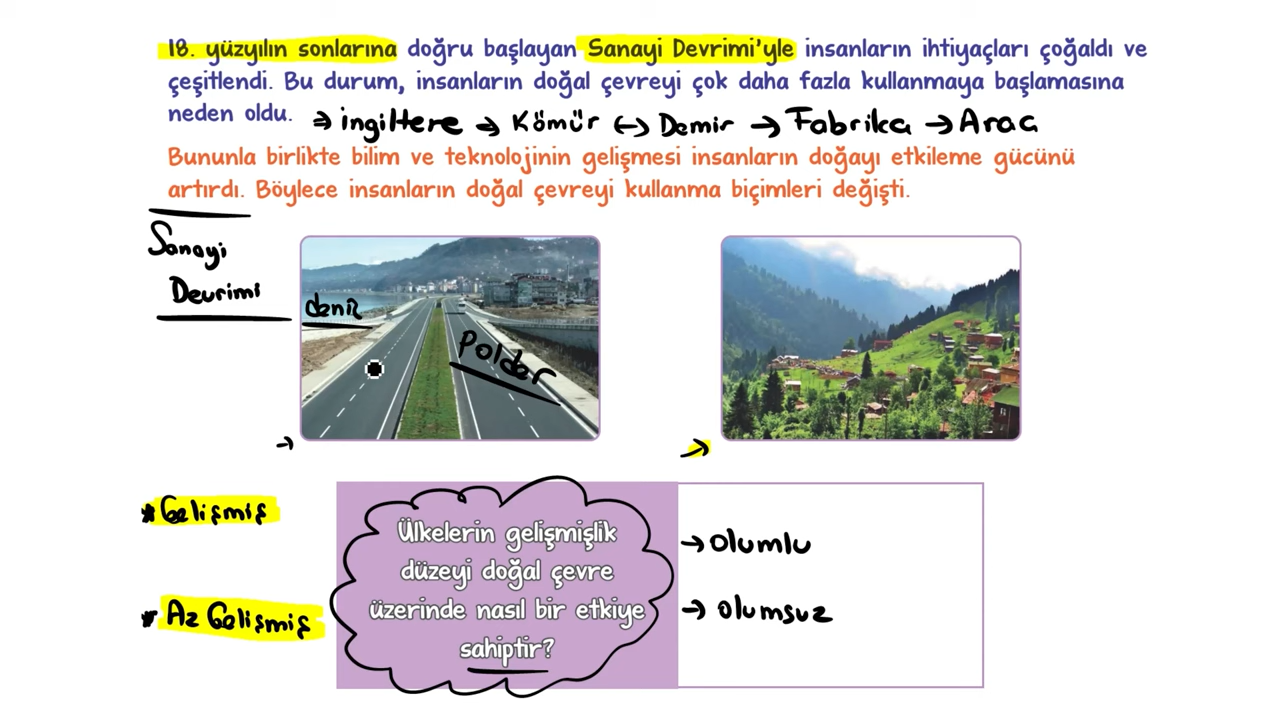 18. yüzyılın sonlarına doğru başlayan Sanayi Devrimi'yle insanların ihtiyaçları çoğaldı ve
çeşitlendi. Bu durum, insanların doğal çevreyi çok daha fazla kullanmaya başlamasına
neden oldu. → ingiltere → Kömür ↔ Demir → Fabrika → Araç
Bununla birlikte bilim ve teknolojinin gelişmesi insanların doğayı etkileme gücünü
artırdı. Böylece insanların doğal çevreyi kullanma biçimleri değişti.
Sanayi
Devrimi
deniz
Polder
* Gelişmiş
* Az Gelişmiş
Ülkelerin gelişmişlik
düzeyi doğal çevre
üzerinde nasıl bir etkiye
sahiptir?
→ olumlu
→ olumsuz